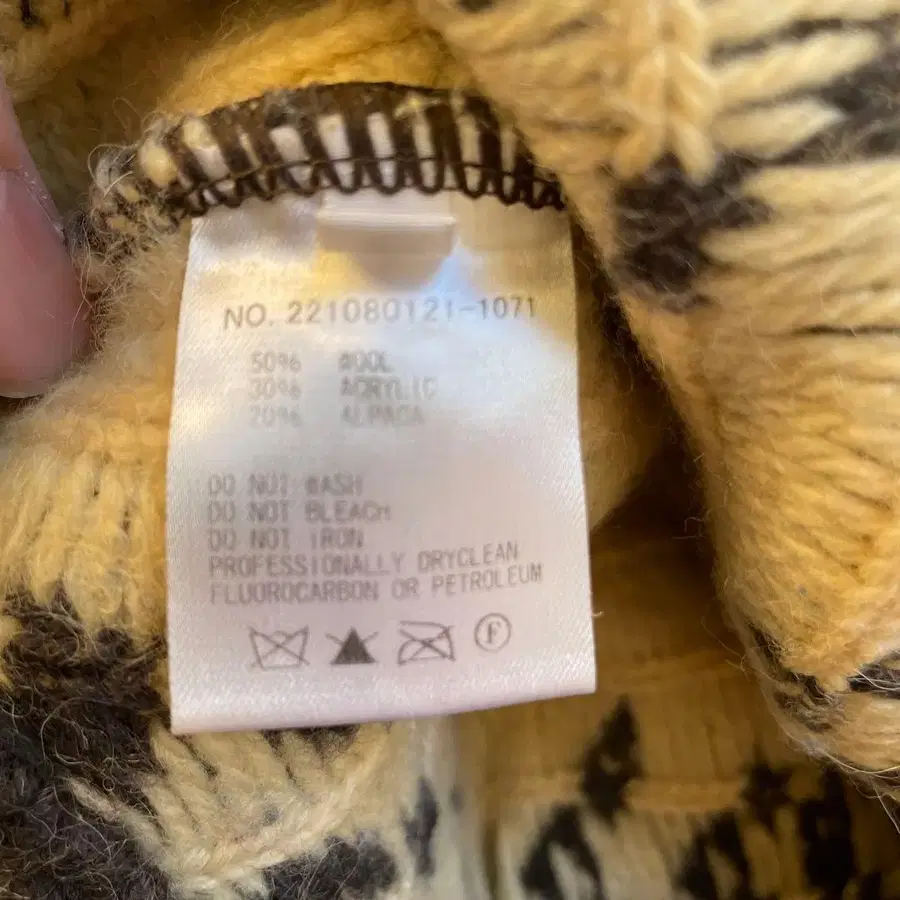 NO. 221080121-1071
50% WOOL
30% ACRYLIC
20% ALPACA
DO NOT WASH
DO NOT BLEACH
DO NOT IRON
PROFESSIONALLY DRYCLEAN
FLUOROCARBON OR PETROLEUM
F